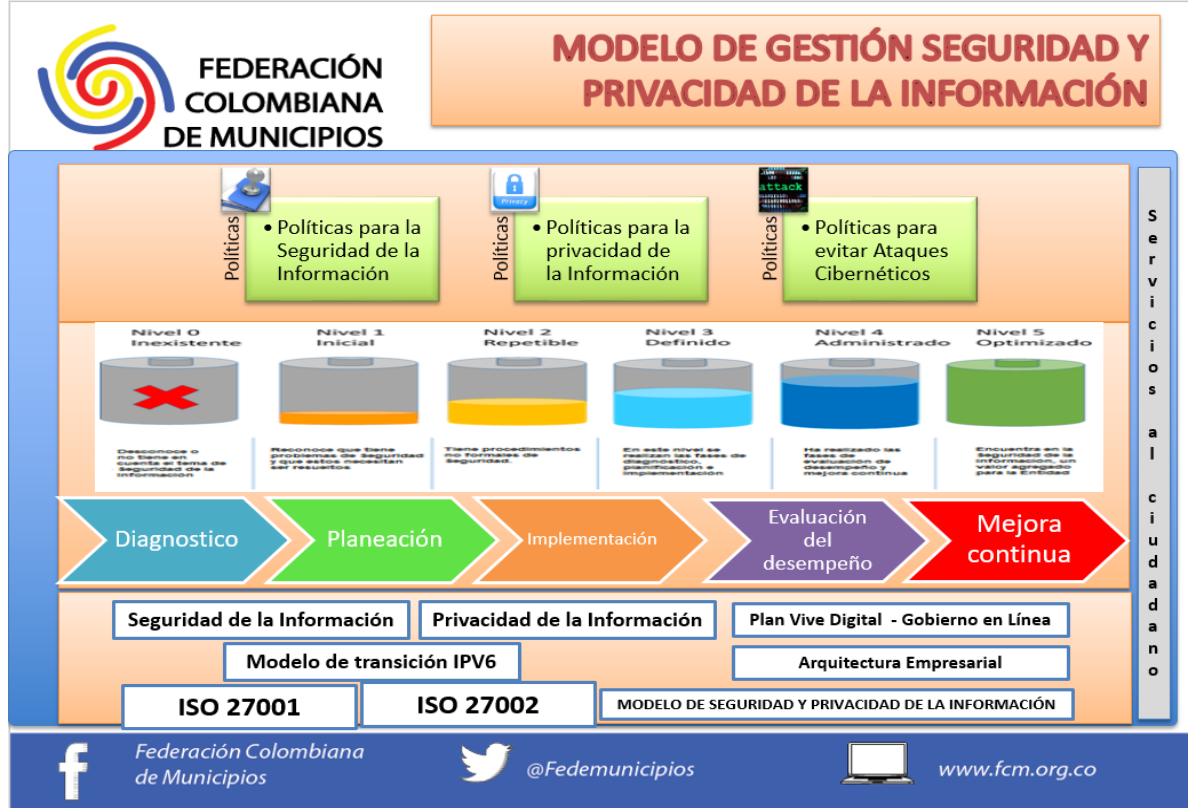 FEDERACIÓN
COLOMBIANA
DE MUNICIPIOS
MODELO DE GESTIÓN SEGURIDAD Y
PRIVACIDAD DE LA INFORMACIÓN
Políticas
• Políticas para la
Seguridad de la
Información
Privacy
Políticas
• Políticas para la
privacidad de
la Información
attack
Políticas
• Políticas para
evitar Ataques
Cibernéticos
Nivel 0
Inexistente
Nivel 1
Inicial
Nivel 2
Repetible
Nivel 3
Definido
Nivel 4
Administrado
Nivel 5
Optimizado
Desconoce o
no tiene en
cuenta el tema de
seguridad de la
información
Reconoce que tiene
problemas de seguridad
y que estos necesitan
ser resueltos
Tiene procedimientos
no formales de
seguridad.
En este nivel se
realizan las fases de
diagnostico,
planificación e
implementación
Ha realizado las
fases de
evaluación de
desempeño y
mejora continua
Encuentra en la
seguridad de la
información, un
valor agregado
para la Entidad
Diagnostico
Planeación
Implementación
Evaluación
del
desempeño
Mejora
continua
Seguridad de la Información
Privacidad de la Información
Plan Vive Digital - Gobierno en Línea
Modelo de transición IPV6
Arquitectura Empresarial
ISO 27001
ISO 27002
MODELO DE SEGURIDAD Y PRIVACIDAD DE LA INFORMACIÓN
Servicios al ciudadano
Federación Colombiana
de Municipios
@Fedemunicipios
www.fcm.org.co